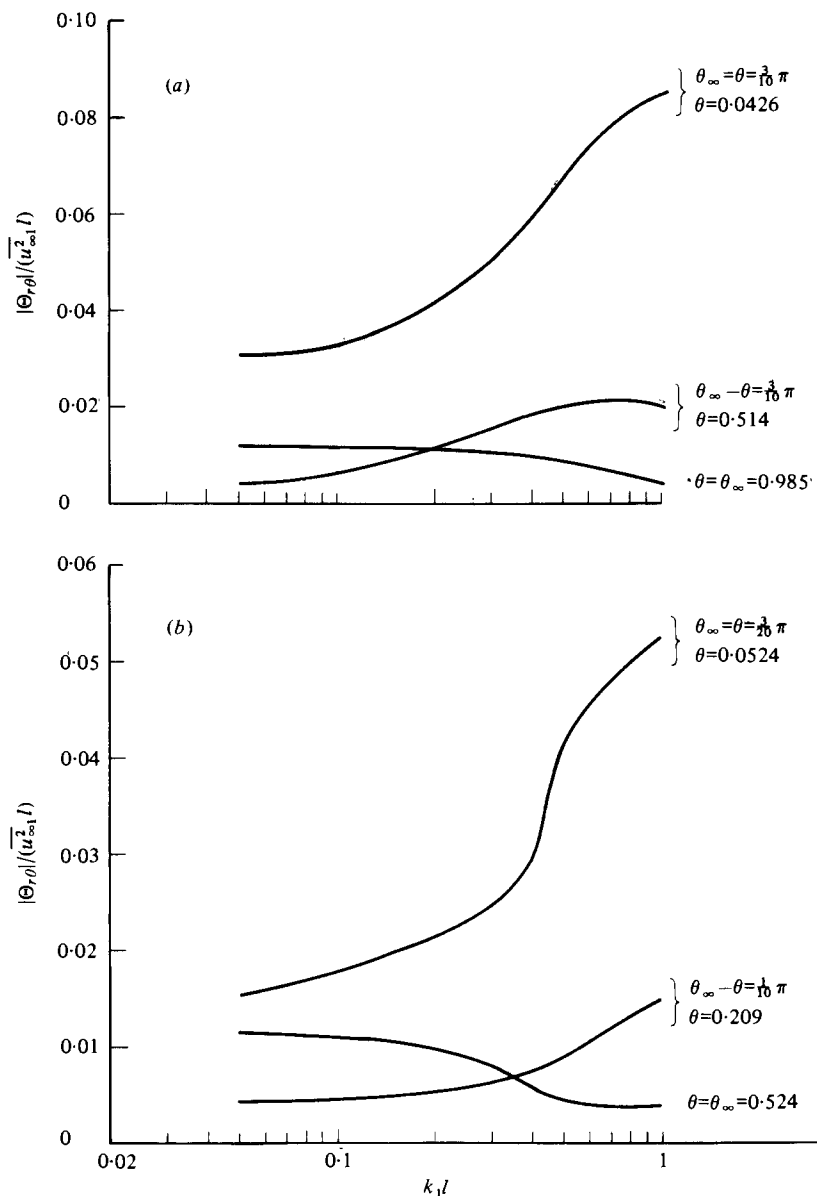 0·10
(a)
0·08
0·06
0·04
0·02
0
|Θrθ|/(u²∞1 l)
θ∞=θ=3/10 π
θ=0·0426
θ∞−θ=3/10 π
θ=0·514
θ=θ∞=0·985
0·06
(b)
0·05
0·04
0·03
0·02
0·01
0
|Θrθ|/(u²∞1 l)
θ∞=θ=3/20 π
θ=0·0524
θ∞−θ=1/10 π
θ=0·209
θ=θ∞=0·524
0·02
0·1
1
k₁l